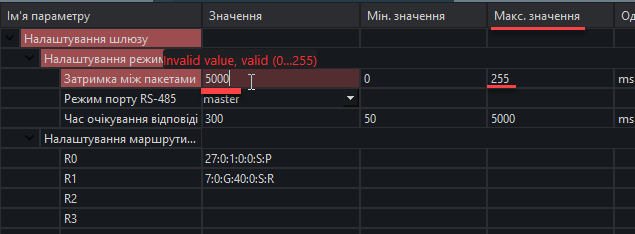 Ім'я параметру Значення Мін. значення Макс. значення Од
Налаштування шлюзу
Налаштування режим Invalid value, valid (0...255)
Затримка між пакетами 5000 0 255 ms
Режим порту RS-485 master
Час очікування відповіді 300 50 5000 ms
Налаштування маршрути...
R0 27:0:1:0:0:S:P
R1 7:0:G:40:0:S:R
R2
R3